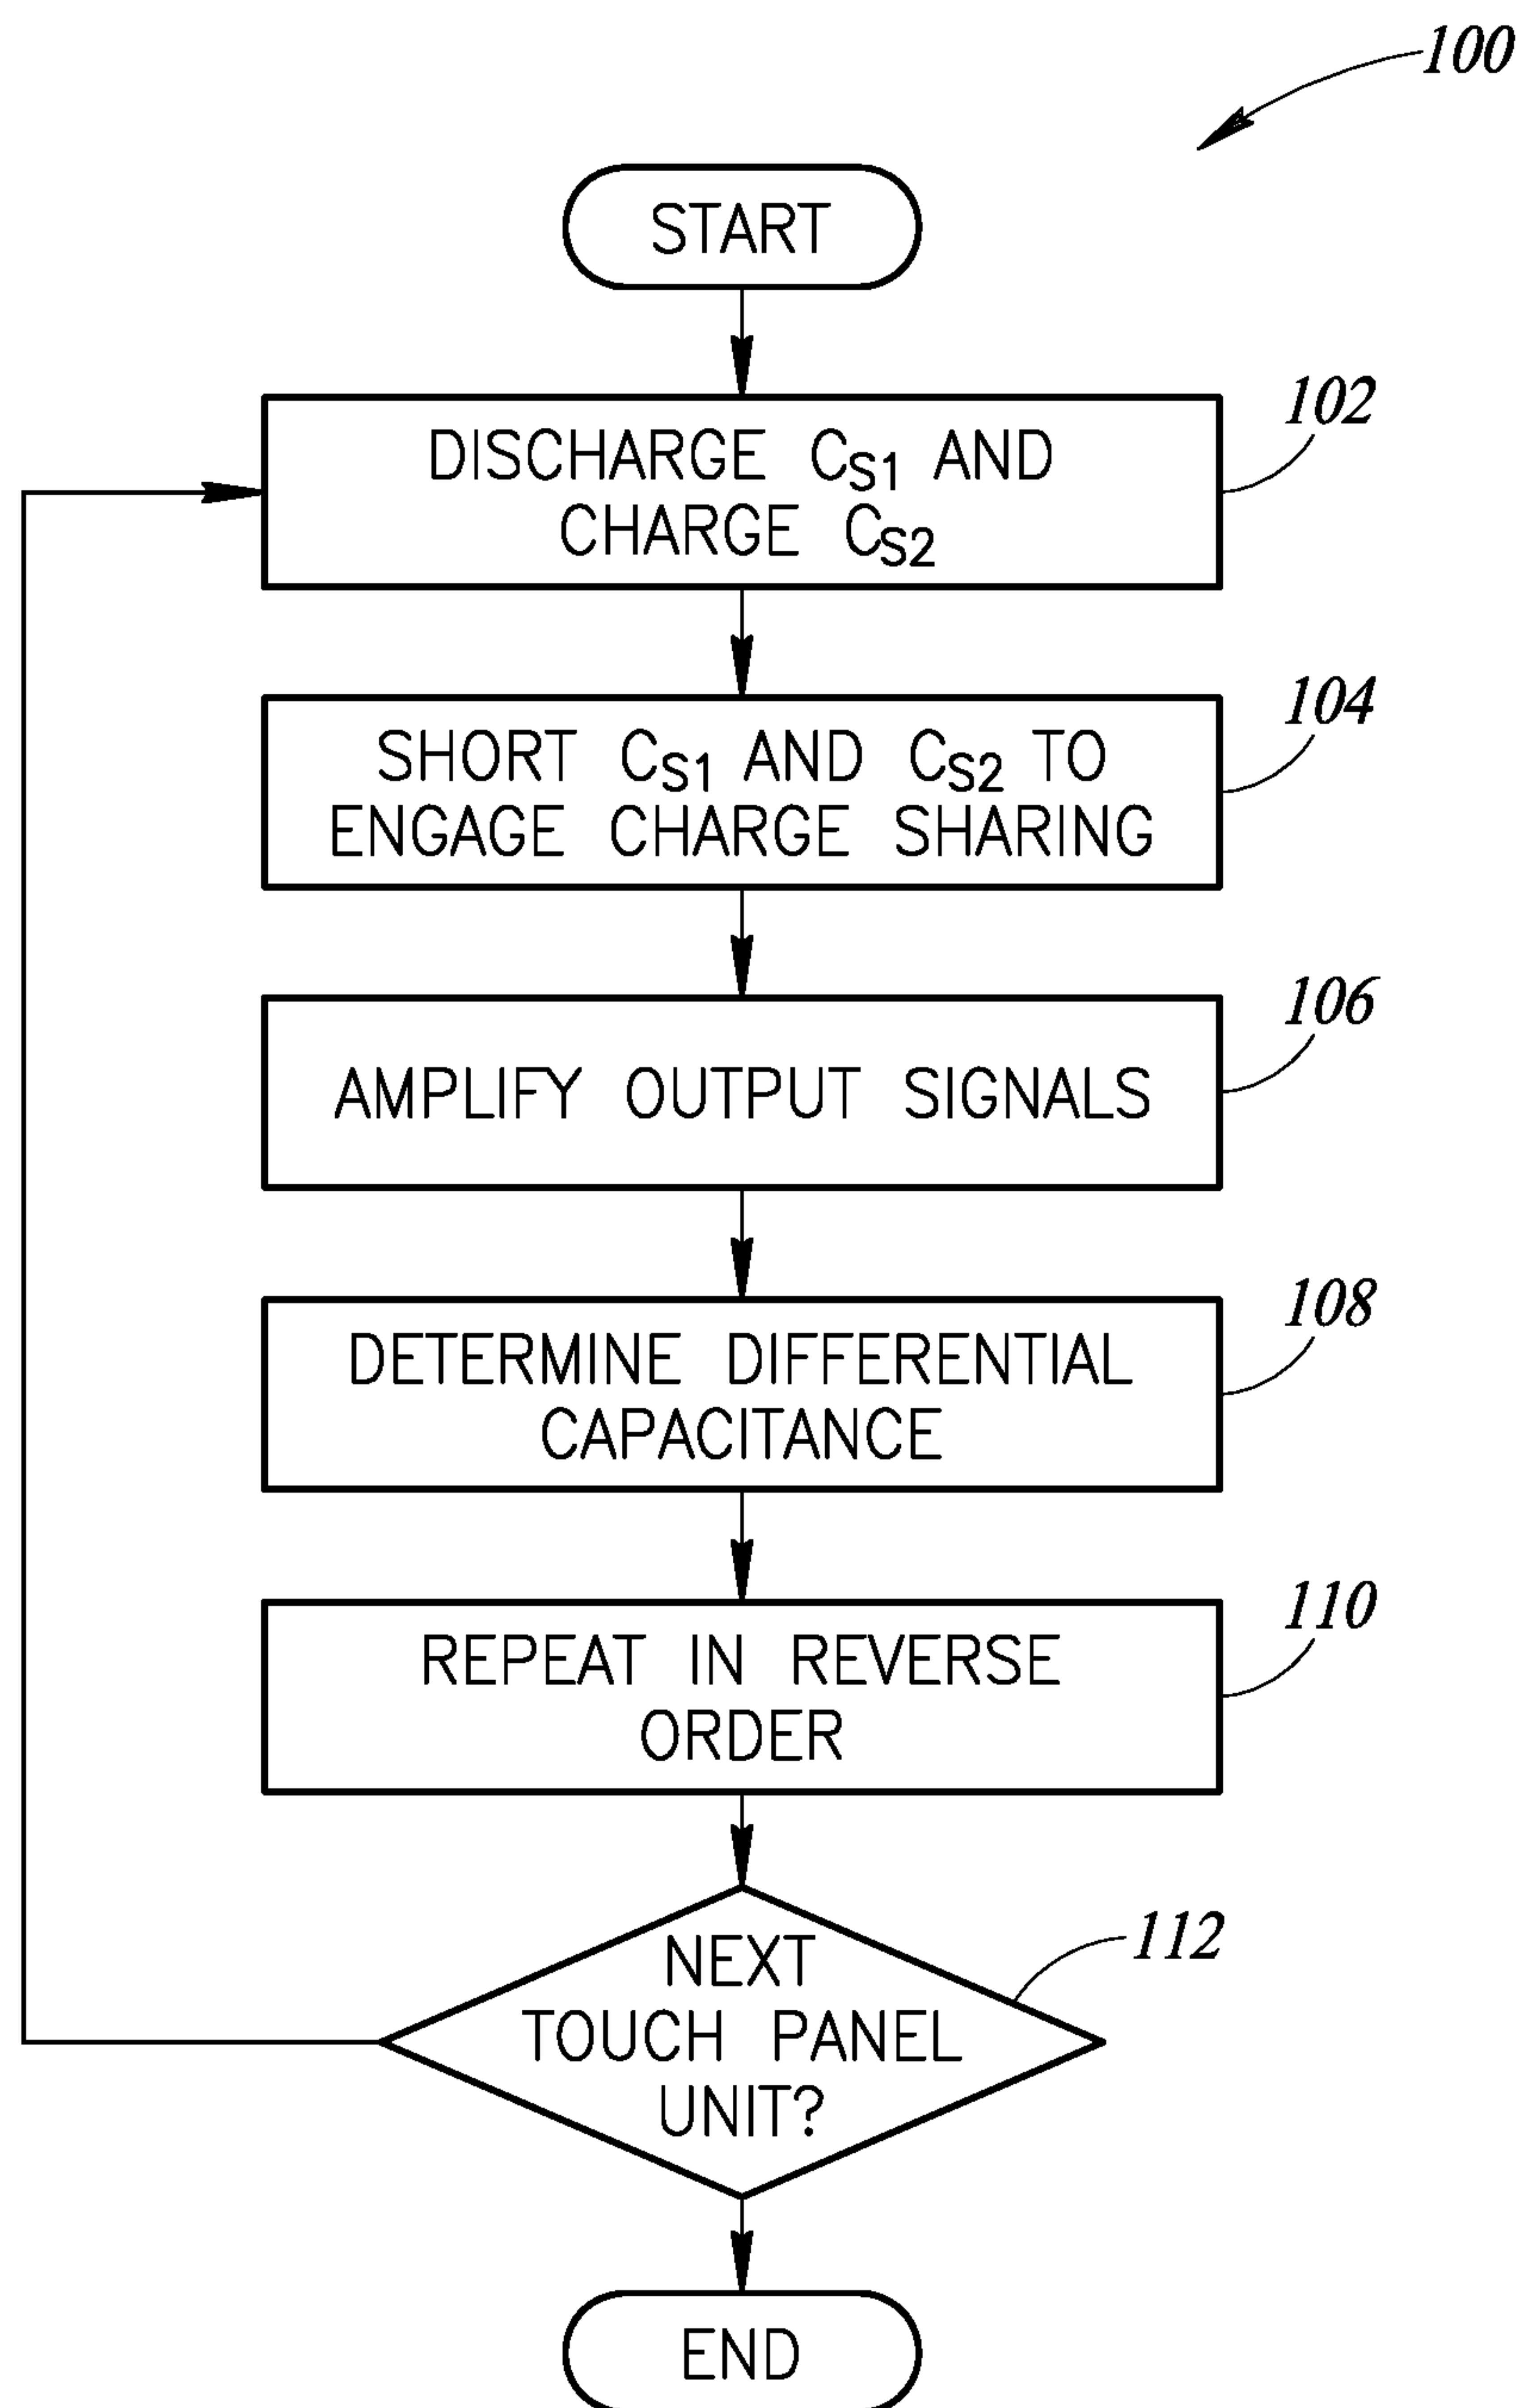 100
START
102
DISCHARGE CS1 AND
CHARGE CS2
104
SHORT CS1 AND CS2 TO
ENGAGE CHARGE SHARING
106
AMPLIFY OUTPUT SIGNALS
108
DETERMINE DIFFERENTIAL
CAPACITANCE
110
REPEAT IN REVERSE
ORDER
112
NEXT
TOUCH PANEL
UNIT?
END